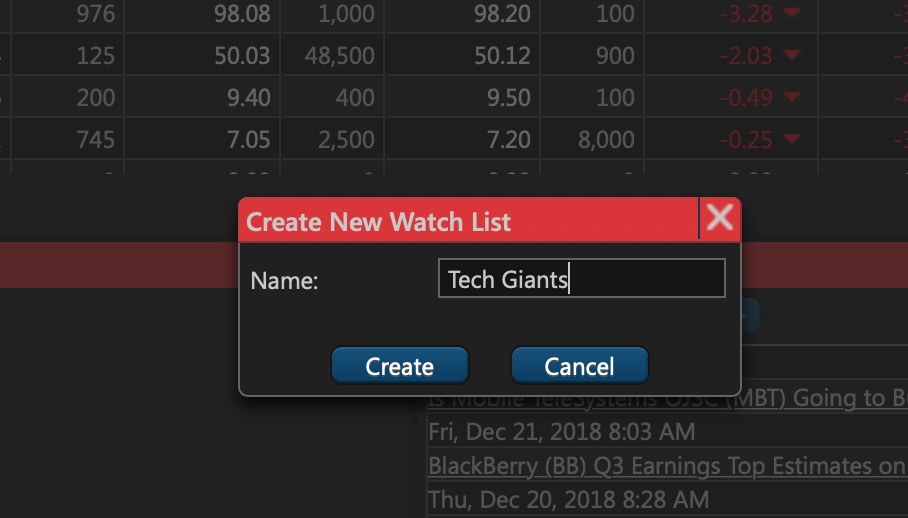 976 98.08 1,000 98.20 100 -3.28
125 50.03 48,500 50.12 900 -2.03
200 9.40 400 9.50 100 -0.49
745 7.05 2,500 7.20 8,000 -0.25
Create New Watch List
Name: Tech Giants
Create Cancel
Is Mobile TeleSystems OJSC (MBT) Going to
Fri, Dec 21, 2018 8:03 AM
BlackBerry (BB) Q3 Earnings Top Estimates on
Thu, Dec 20, 2018 8:28 AM